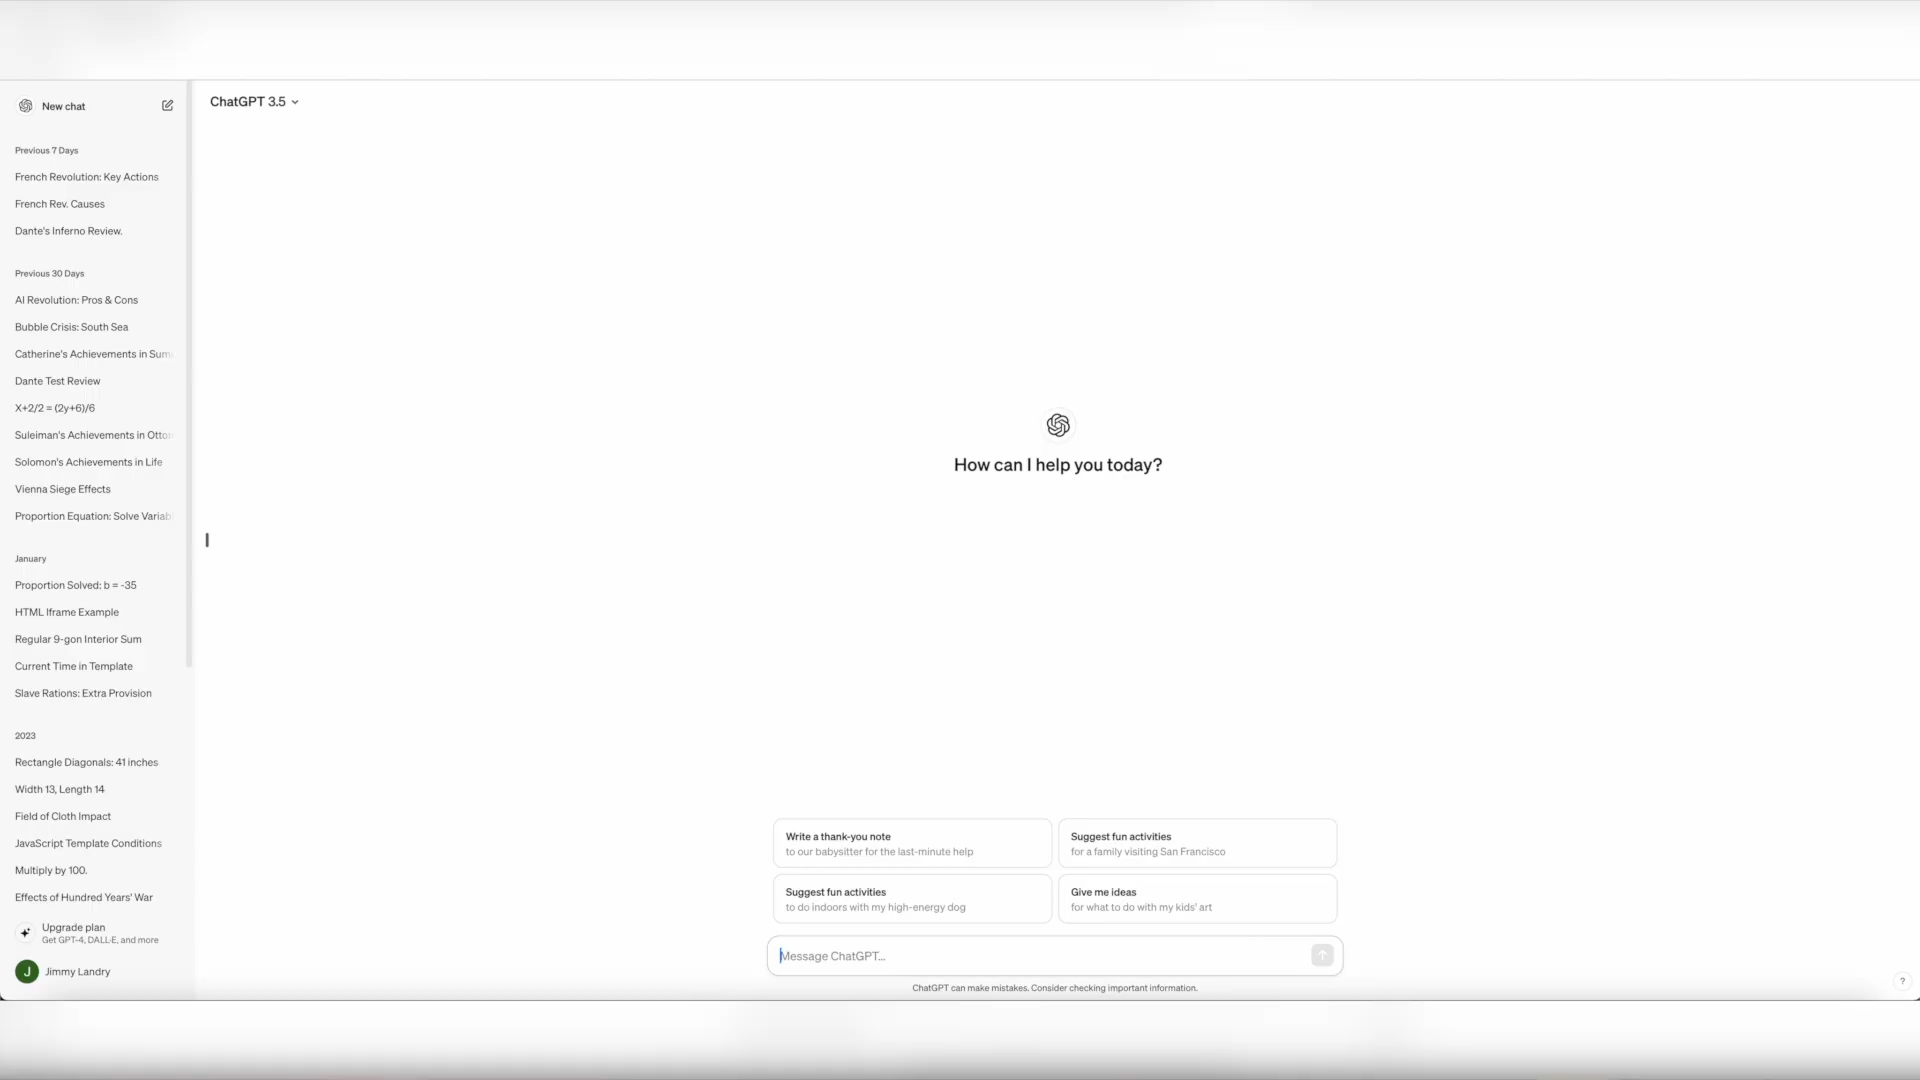 New chat
Previous 7 Days
French Revolution: Key Actions
French Rev. Causes
Dante's Inferno Review.
Previous 30 Days
AI Revolution: Pros & Cons
Bubble Crisis: South Sea
Catherine's Achievements in Sum
Dante Test Review
X+2/2 = (2y+6)/6
Suleiman's Achievements in Ottor
Solomon's Achievements in Life
Vienna Siege Effects
Proportion Equation: Solve Variab
January
Proportion Solved: b = -35
HTML Iframe Example
Regular 9-gon Interior Sum
Current Time in Template
Slave Rations: Extra Provision
2023
Rectangle Diagonals: 41 inches
Width 13, Length 14
Field of Cloth Impact
JavaScript Template Conditions
Multiply by 100.
Effects of Hundred Years' War
Upgrade plan
Get GPT-4, DALL·E, and more
J Jimmy Landry
ChatGPT 3.5
How can I help you today?
Write a thank-you note
to our babysitter for the last-minute help
Suggest fun activities
for a family visiting San Francisco
Suggest fun activities
to do indoors with my high-energy dog
Give me ideas
for what to do with my kids' art
Message ChatGPT...
ChatGPT can make mistakes. Consider checking important information.
?